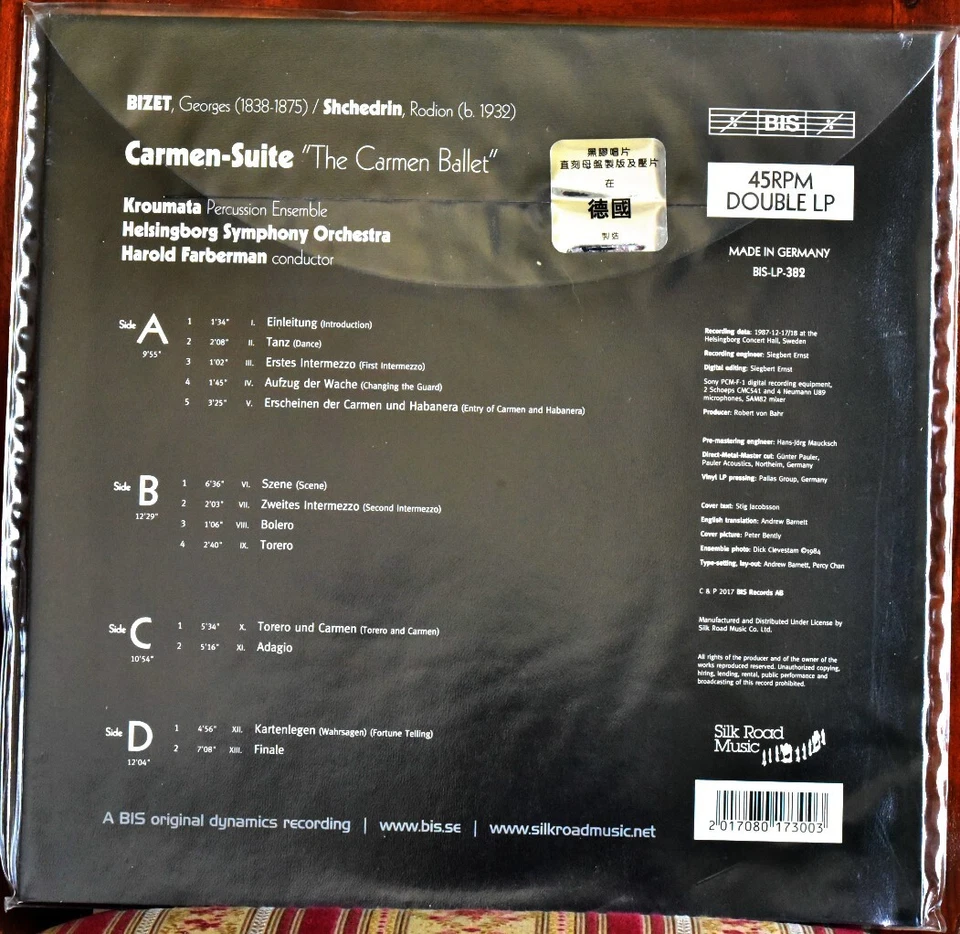 BIZET, Georges (1838-1875) / Shchedrin, Rodion (b. 1932)
Carmen-Suite "The Carmen Ballet"
Kroumata Percussion Ensemble
Helsingborg Symphony Orchestra
Harold Farberman conductor
黑膠唱片
直刻母盤製版及壓片
在
德國
製造
BIS
45RPM
DOUBLE LP
MADE IN GERMANY
BIS-LP-382
Side A
9'55"
1 1'34" I. Einleitung (Introduction)
2 2'08" II. Tanz (Dance)
3 1'02" III. Erstes Intermezzo (First Intermezzo)
4 1'45" IV. Aufzug der Wache (Changing the Guard)
5 3'25" V. Erscheinen der Carmen und Habanera (Entry of Carmen and Habanera)
Side B
12'29"
1 6'36" VI. Szene (Scene)
2 2'03" VII. Zweites Intermezzo (Second Intermezzo)
3 1'06" VIII. Bolero
4 2'40" IX. Torero
Side C
10'54"
1 5'34" X. Torero und Carmen (Torero and Carmen)
2 5'16" XI. Adagio
Side D
12'04"
1 4'56" XII. Kartenlegen (Wahrsagen) (Fortune Telling)
2 7'08" XIII. Finale
Recording data: 1987-12-17/18 at the
Helsingborg Concert Hall, Sweden
Recording engineer: Siegbert Ernst
Digital editing: Siegbert Ernst
Sony PCM-F-1 digital recording equipment,
2 Schoeps CMC541 and 4 Neumann U89
microphones, SAM82 mixer
Producer: Robert von Bahr
Pre-mastering engineer: Hans-Jörg Maucksch
Direct-Metal-Master cut: Günter Pauler,
Pauler Acoustics, Northeim, Germany
Vinyl LP pressing: Pallas Group, Germany
Cover text: Stig Jacobsson
English translation: Andrew Barnett
Cover picture: Peter Bently
Ensemble photo: Dick Clevestam ©1984
Type-setting, lay-out: Andrew Barnett, Percy Chan
C & P 2017 BIS Records AB
Manufactured and Distributed Under License by
Silk Road Music Co. Ltd.
All rights of the producer and of the owner of the
works reproduced reserved. Unauthorized copying,
hiring, lending, rental, public performance and
broadcasting of this record prohibited.
Silk Road
Music
2 017080 173003
A BIS original dynamics recording | www.bis.se | www.silkroadmusic.net